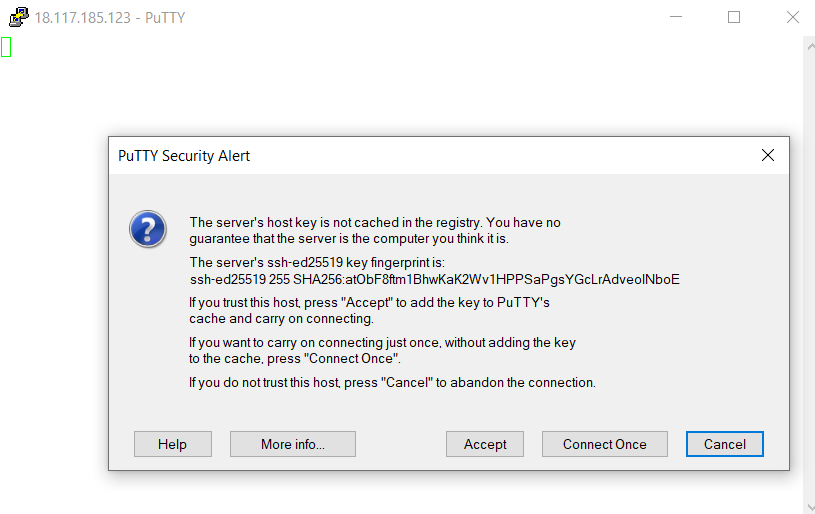 18.117.185.123 - PuTTY
PuTTY Security Alert
The server's host key is not cached in the registry. You have no
guarantee that the server is the computer you think it is.
The server's ssh-ed25519 key fingerprint is:
ssh-ed25519 255 SHA256:atObF8ftm1BhwKaK2Wv1HPPSaPgsYGcLrAdveoINboE
If you trust this host, press "Accept" to add the key to PuTTY's
cache and carry on connecting.
If you want to carry on connecting just once, without adding the key
to the cache, press "Connect Once".
If you do not trust this host, press "Cancel" to abandon the connection.
Help More info... Accept Connect Once Cancel